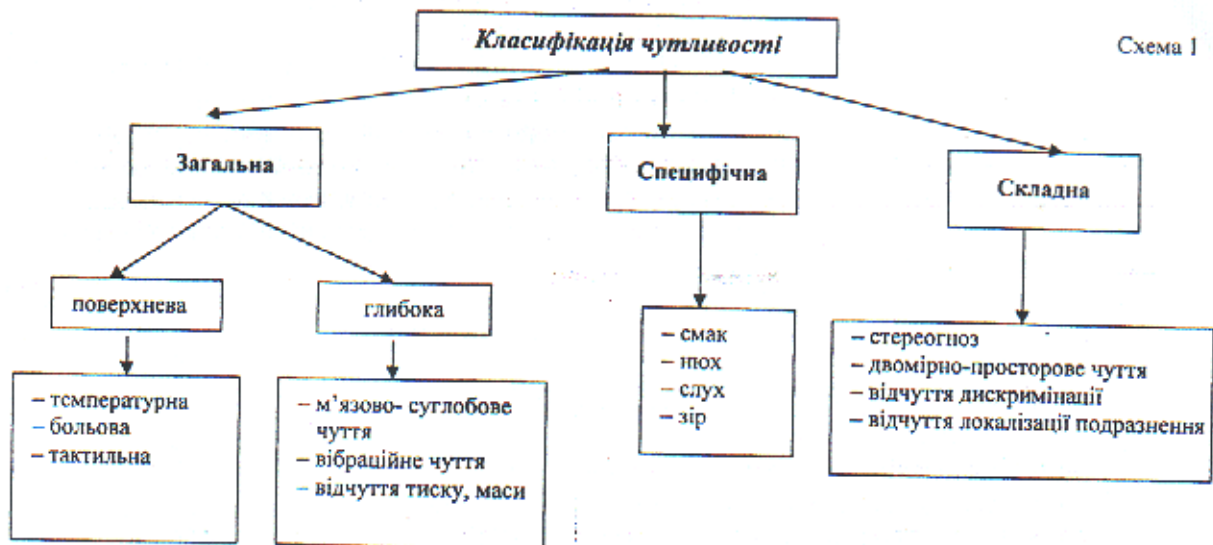 Класифікація чутливості
Схема 1
Загальна
Специфічна
Складна
поверхнева
глибока
– температурна
– больова
– тактильна
– м’язово- суглобове
чуття
– вібраційне чуття
– відчуття тиску, маси
– смак
– нюх
– слух
– зір
– стереогноз
– двомірно-просторове чуття
– відчуття дискримінації
– відчуття локалізації подразнення